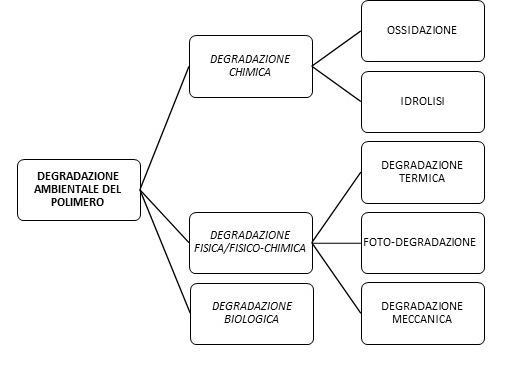 DEGRADAZIONE
AMBIENTALE DEL
POLIMERO
DEGRADAZIONE
CHIMICA
OSSIDAZIONE
IDROLISI
DEGRADAZIONE
FISICA/FISICO-CHIMICA
DEGRADAZIONE
TERMICA
FOTO-DEGRADAZIONE
DEGRADAZIONE
MECCANICA
DEGRADAZIONE
BIOLOGICA